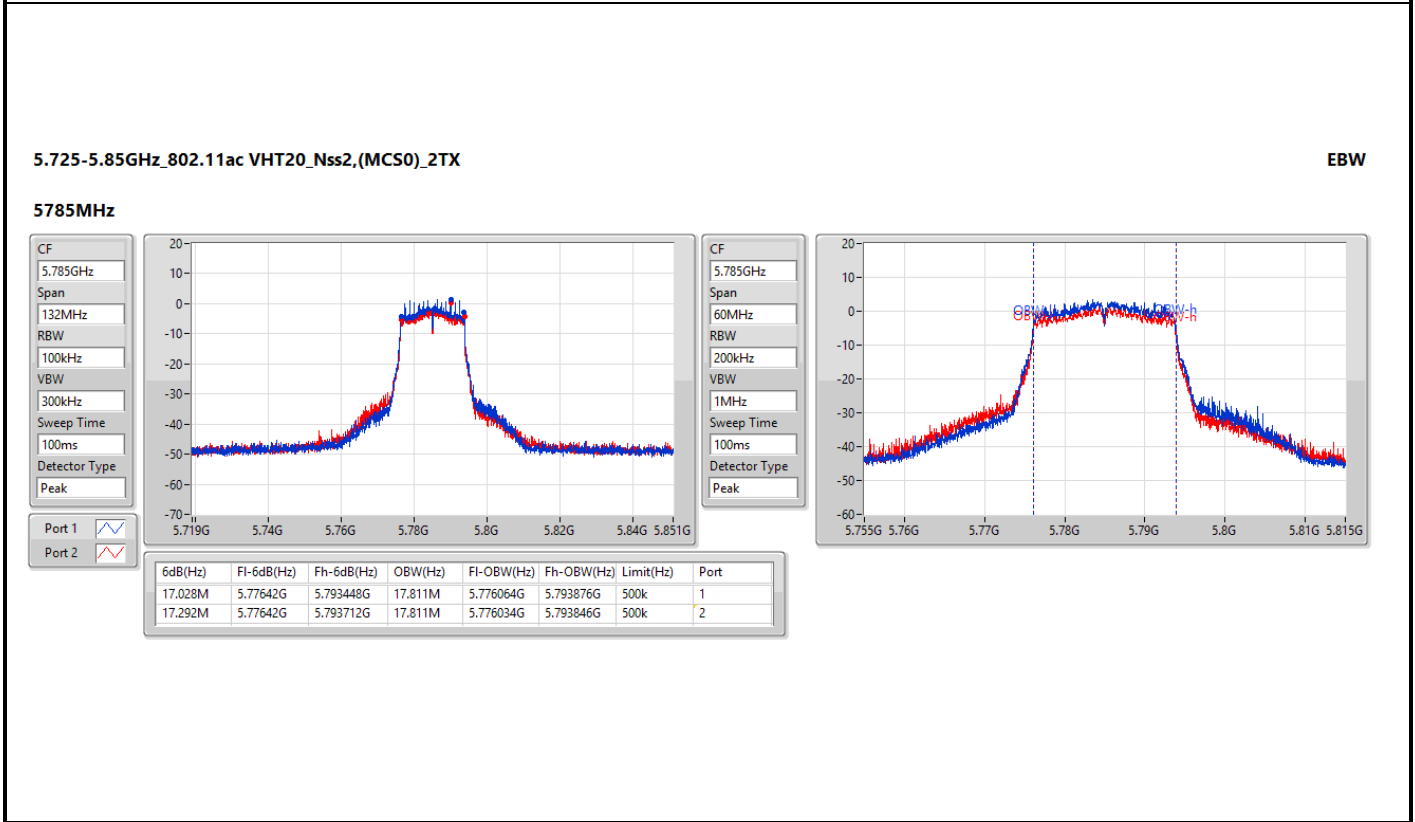 5.725-5.85GHz_802.11ac VHT20_Nss2,(MCS0)_2TX
EBW
5785MHz
CF
5.785GHz
Span
132MHz
RBW
100kHz
VBW
300kHz
Sweep Time
100ms
Detector Type
Peak
Port 1
Port 2
20
10
0
-10
-20
-30
-40
-50
-60
-70
5.719G 5.74G 5.76G 5.78G 5.8G 5.82G 5.84G 5.851G
CF
5.785GHz
Span
60MHz
RBW
200kHz
VBW
1MHz
Sweep Time
100ms
Detector Type
Peak
20
10
0
-10
-20
-30
-40
-50
-60
5.755G 5.76G 5.77G 5.78G 5.79G 5.8G 5.81G 5.815G
6dB(Hz) Fl-6dB(Hz) Fh-6dB(Hz) OBW(Hz) Fl-OBW(Hz) Fh-OBW(Hz) Limit(Hz) Port
17.028M 5.77642G 5.793448G 17.811M 5.776064G 5.793876G 500k 1
17.292M 5.77642G 5.793712G 17.811M 5.776034G 5.793846G 500k 2